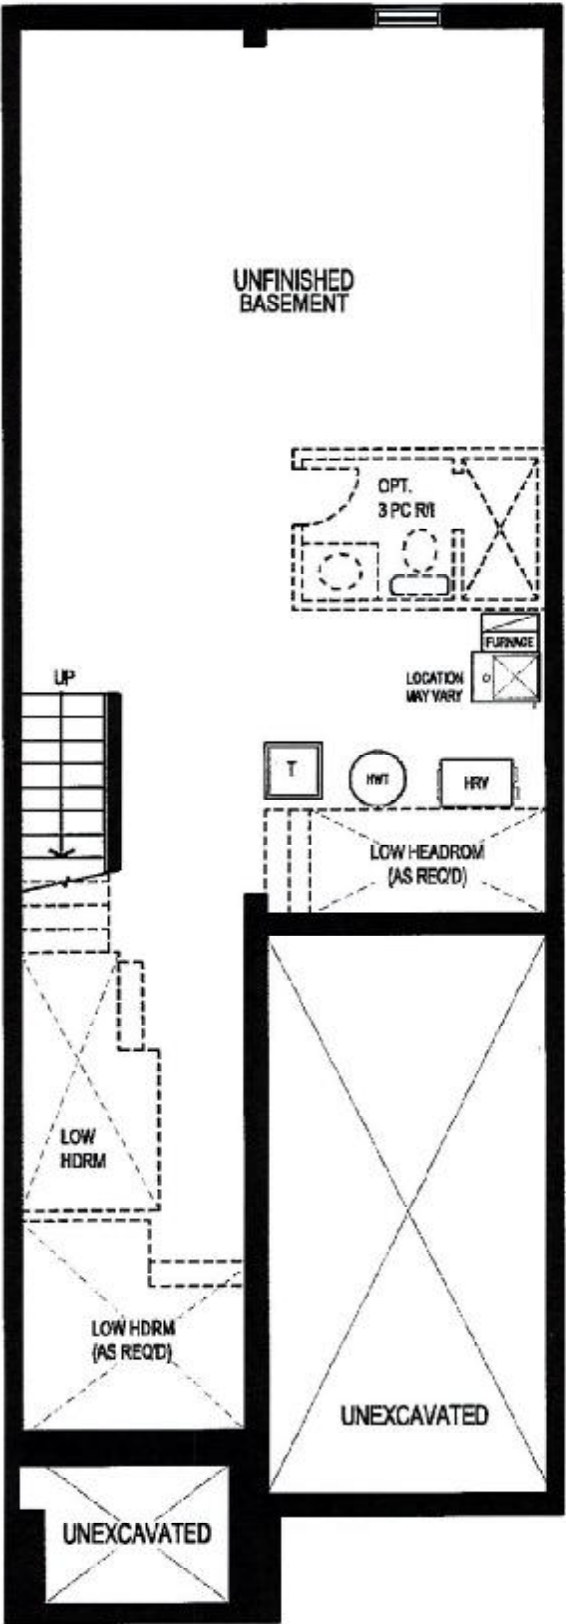 UNFINISHED
BASEMENT
OPT.
3 PC R/I
FURNACE
LOCATION
MAY VARY
UP
T
HWT
HRV
LOW HEADROM
(AS REQ'D)
LOW
HDRM
LOW HDRM
(AS REQ'D)
UNEXCAVATED
UNEXCAVATED